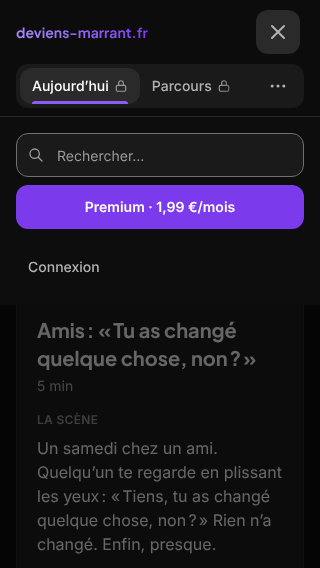 deviens-marrant.fr
Aujourd’hui
Parcours
Rechercher...
Premium · 1,99 €/mois
Connexion
Amis : « Tu as changé
quelque chose, non ? »
5 min
LA SCÈNE
Un samedi chez un ami.
Quelqu’un te regarde en plissant
les yeux : « Tiens, tu as changé
quelque chose, non ? » Rien n’a
changé. Enfin, presque.